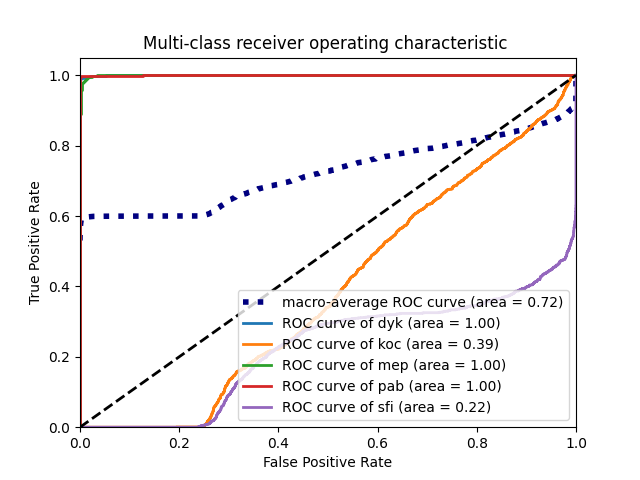 Multi-class receiver operating characteristic
True Positive Rate
1.0
0.8
0.6
0.4
0.2
0.0
macro-average ROC curve (area = 0.72)
ROC curve of dyk (area = 1.00)
ROC curve of koc (area = 0.39)
ROC curve of mep (area = 1.00)
ROC curve of pab (area = 1.00)
ROC curve of sfi (area = 0.22)
0.0 0.2 0.4 0.6 0.8 1.0
False Positive Rate